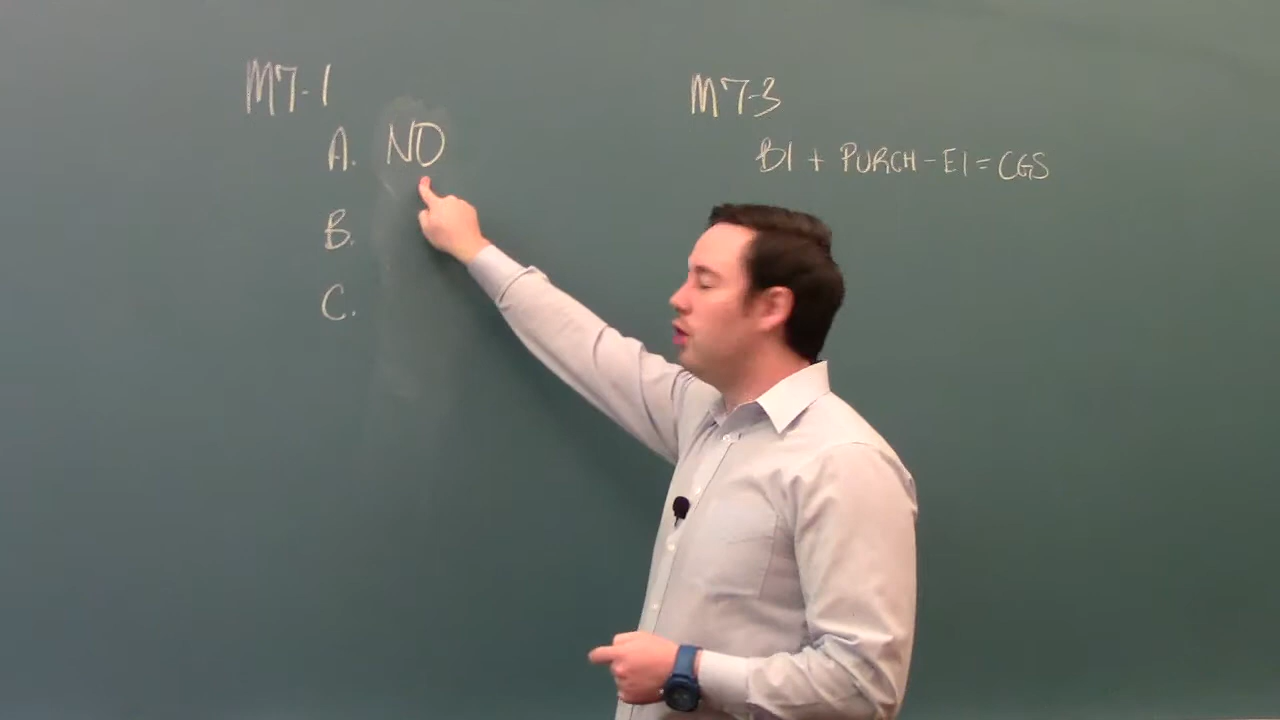 M7-1
A. NO
B.
C.
M7-3
BI + PURCH - EI = CGS